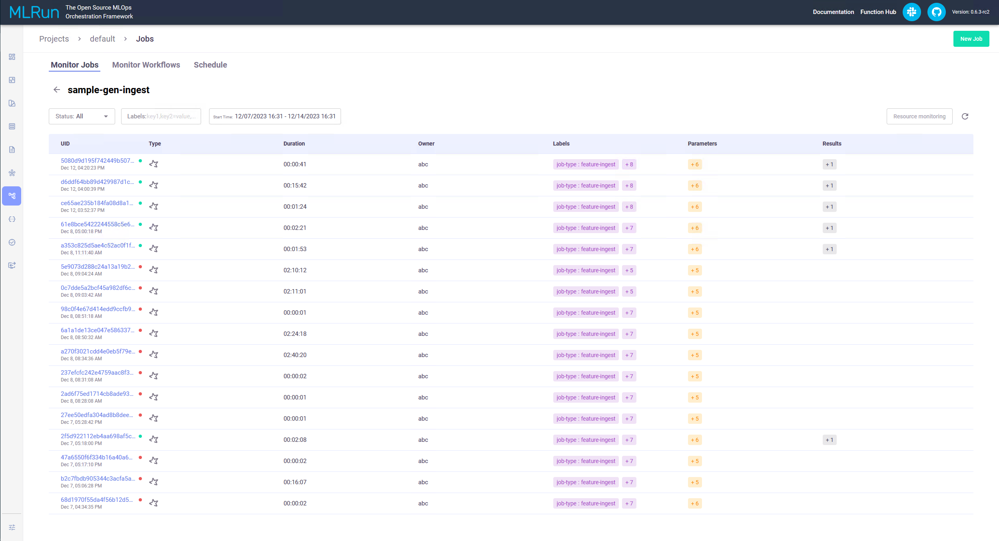 MLRun
The Open Source MLOps
Orchestration Framework
Documentation Function Hub Version: 0.6.3-rc2
Projects > default > Jobs
New Job
Monitor Jobs Monitor Workflows Schedule
sample-gen-ingest
Status: All Labels:key1,key2=value,... Start Time: 12/07/2023 16:31 - 12/14/2023 16:31 Resource monitoring
UID Type Duration Owner Labels Parameters Results
5080d9d195f742449b507... 00:00:41 abc job-type : feature-ingest + 8 + 6 + 1
Dec 12, 04:20:23 PM
d6ddf64bb89d429987d1c... 00:15:42 abc job-type : feature-ingest + 8 + 6 + 1
Dec 12, 04:00:39 PM
ce65ae235b184fa08d8a1... 00:01:24 abc job-type : feature-ingest + 8 + 6 + 1
Dec 12, 03:52:37 PM
61e8bce5422244558c5e6... 00:02:21 abc job-type : feature-ingest + 7 + 6 + 1
Dec 8, 05:00:18 PM
a353c825d5ae4c52ac0f1f... 00:01:53 abc job-type : feature-ingest + 7 + 6 + 1
Dec 8, 11:11:40 AM
5e9073d288c24a13a19b2... 02:10:12 abc job-type : feature-ingest + 5 + 5
Dec 8, 09:04:24 AM
0c7dde5a2bcf45a982df6c... 02:11:01 abc job-type : feature-ingest + 5 + 5
Dec 8, 09:03:42 AM
98c0f4e67d414edd9ccfb9... 00:00:01 abc job-type : feature-ingest + 7 + 5
Dec 8, 08:51:18 AM
6a1a1de13ce047e586337... 02:24:18 abc job-type : feature-ingest + 7 + 5
Dec 8, 08:50:32 AM
a270f3021cdd4e0eb5f79e... 02:40:20 abc job-type : feature-ingest + 7 + 5
Dec 8, 08:34:36 AM
237efcfc242e4759aac8f3... 00:00:02 abc job-type : feature-ingest + 7 + 5
Dec 8, 08:31:08 AM
2ad6f75ed1714cb8ade93... 00:00:01 abc job-type : feature-ingest + 7 + 5
Dec 8, 08:28:08 AM
27ee50edfa304ad8b8dee... 00:00:01 abc job-type : feature-ingest + 7 + 5
Dec 7, 05:28:42 PM
2f5d922112eb4aa698af5c... 00:02:08 abc job-type : feature-ingest + 7 + 6 + 1
Dec 7, 05:18:00 PM
47a6550f6f334b16a40a6... 00:00:02 abc job-type : feature-ingest + 7 + 5
Dec 7, 05:17:10 PM
b2c7fbdb905344c3acfa5a... 00:16:07 abc job-type : feature-ingest + 7 + 5
Dec 7, 05:06:28 PM
68d1970f55da4f56b12d5... 00:00:02 abc job-type : feature-ingest + 7 + 6
Dec 7, 04:34:35 PM